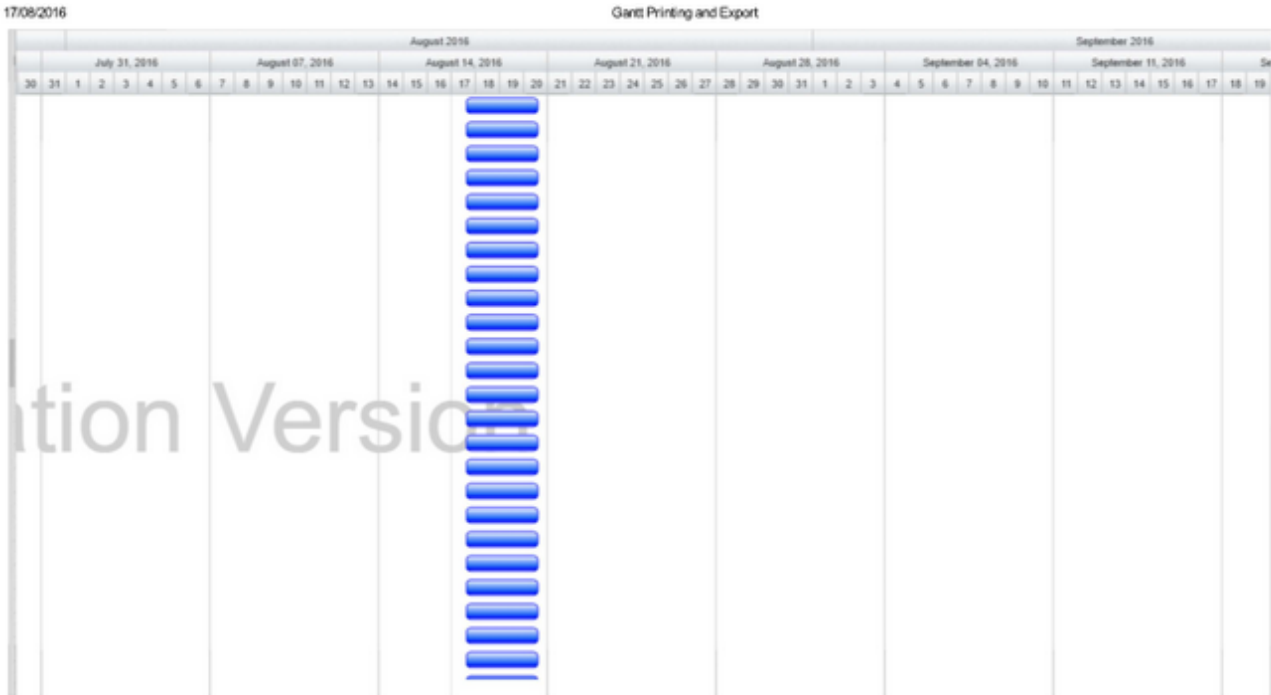 17/08/2016 Gantt Printing and Export
August 2016 September 2016
July 31, 2016 August 07, 2016 August 14, 2016 August 21, 2016 August 28, 2016 September 04, 2016 September 11, 2016 Se
30 31 1 2 3 4 5 6 7 8 9 10 11 12 13 14 15 16 17 18 19 20 21 22 23 24 25 26 27 28 29 30 31 1 2 3 4 5 6 7 8 9 10 11 12 13 14 15 16 17 18 19
ation Version